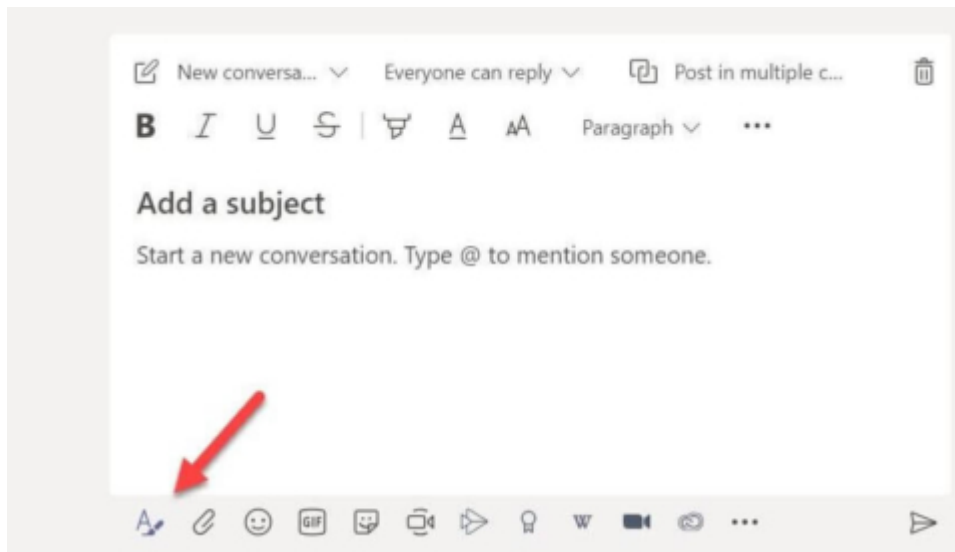 New conversa... Everyone can reply Post in multiple c...
B I U S A AA Paragraph ...
Add a subject
Start a new conversation. Type @ to mention someone.
A GIF W ...